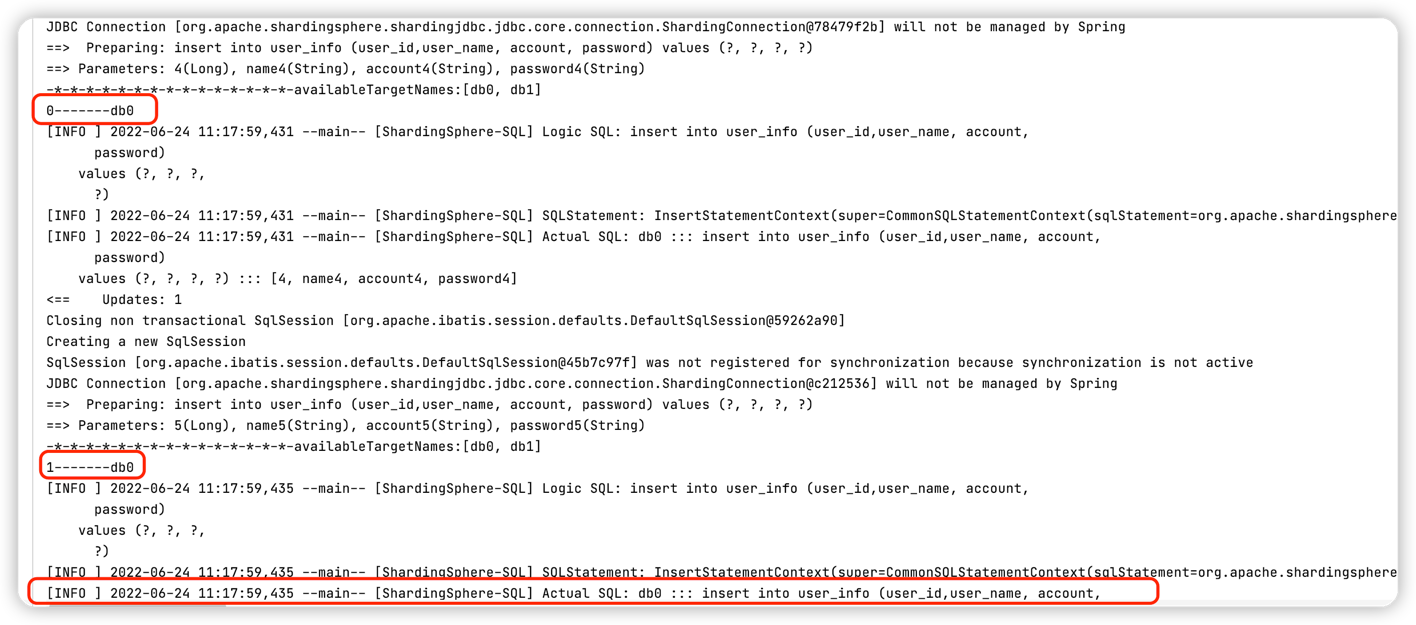 JDBC Connection [org.apache.shardingsphere.shardingjdbc.jdbc.core.connection.ShardingConnection@78479f2b] will not be managed by Spring
==>  Preparing: insert into user_info (user_id,user_name, account, password) values (?, ?, ?, ?)
==> Parameters: 4(Long), name4(String), account4(String), password4(String)
-*-*-*-*-*-*-*-*-*-*-*-*-*-*-*-availableTargetNames:[db0, db1]
0-------db0
[INFO ] 2022-06-24 11:17:59,431 --main-- [ShardingSphere-SQL] Logic SQL: insert into user_info (user_id,user_name, account,
      password)
    values (?, ?, ?,
      ?)
[INFO ] 2022-06-24 11:17:59,431 --main-- [ShardingSphere-SQL] SQLStatement: InsertStatementContext(super=CommonSQLStatementContext(sqlStatement=org.apache.shardingsphere
[INFO ] 2022-06-24 11:17:59,431 --main-- [ShardingSphere-SQL] Actual SQL: db0 ::: insert into user_info (user_id,user_name, account,
      password)
    values (?, ?, ?, ?) ::: [4, name4, account4, password4]
<==    Updates: 1
Closing non transactional SqlSession [org.apache.ibatis.session.defaults.DefaultSqlSession@59262a90]
Creating a new SqlSession
SqlSession [org.apache.ibatis.session.defaults.DefaultSqlSession@45b7c97f] was not registered for synchronization because synchronization is not active
JDBC Connection [org.apache.shardingsphere.shardingjdbc.jdbc.core.connection.ShardingConnection@c212536] will not be managed by Spring
==>  Preparing: insert into user_info (user_id,user_name, account, password) values (?, ?, ?, ?)
==> Parameters: 5(Long), name5(String), account5(String), password5(String)
-*-*-*-*-*-*-*-*-*-*-*-*-*-*-*-availableTargetNames:[db0, db1]
1-------db0
[INFO ] 2022-06-24 11:17:59,435 --main-- [ShardingSphere-SQL] Logic SQL: insert into user_info (user_id,user_name, account,
      password)
    values (?, ?, ?,
      ?)
[INFO ] 2022-06-24 11:17:59,435 --main-- [ShardingSphere-SQL] SQLStatement: InsertStatementContext(super=CommonSQLStatementContext(sqlStatement=org.apache.shardingsphere
[INFO ] 2022-06-24 11:17:59,435 --main-- [ShardingSphere-SQL] Actual SQL: db0 ::: insert into user_info (user_id,user_name, account,